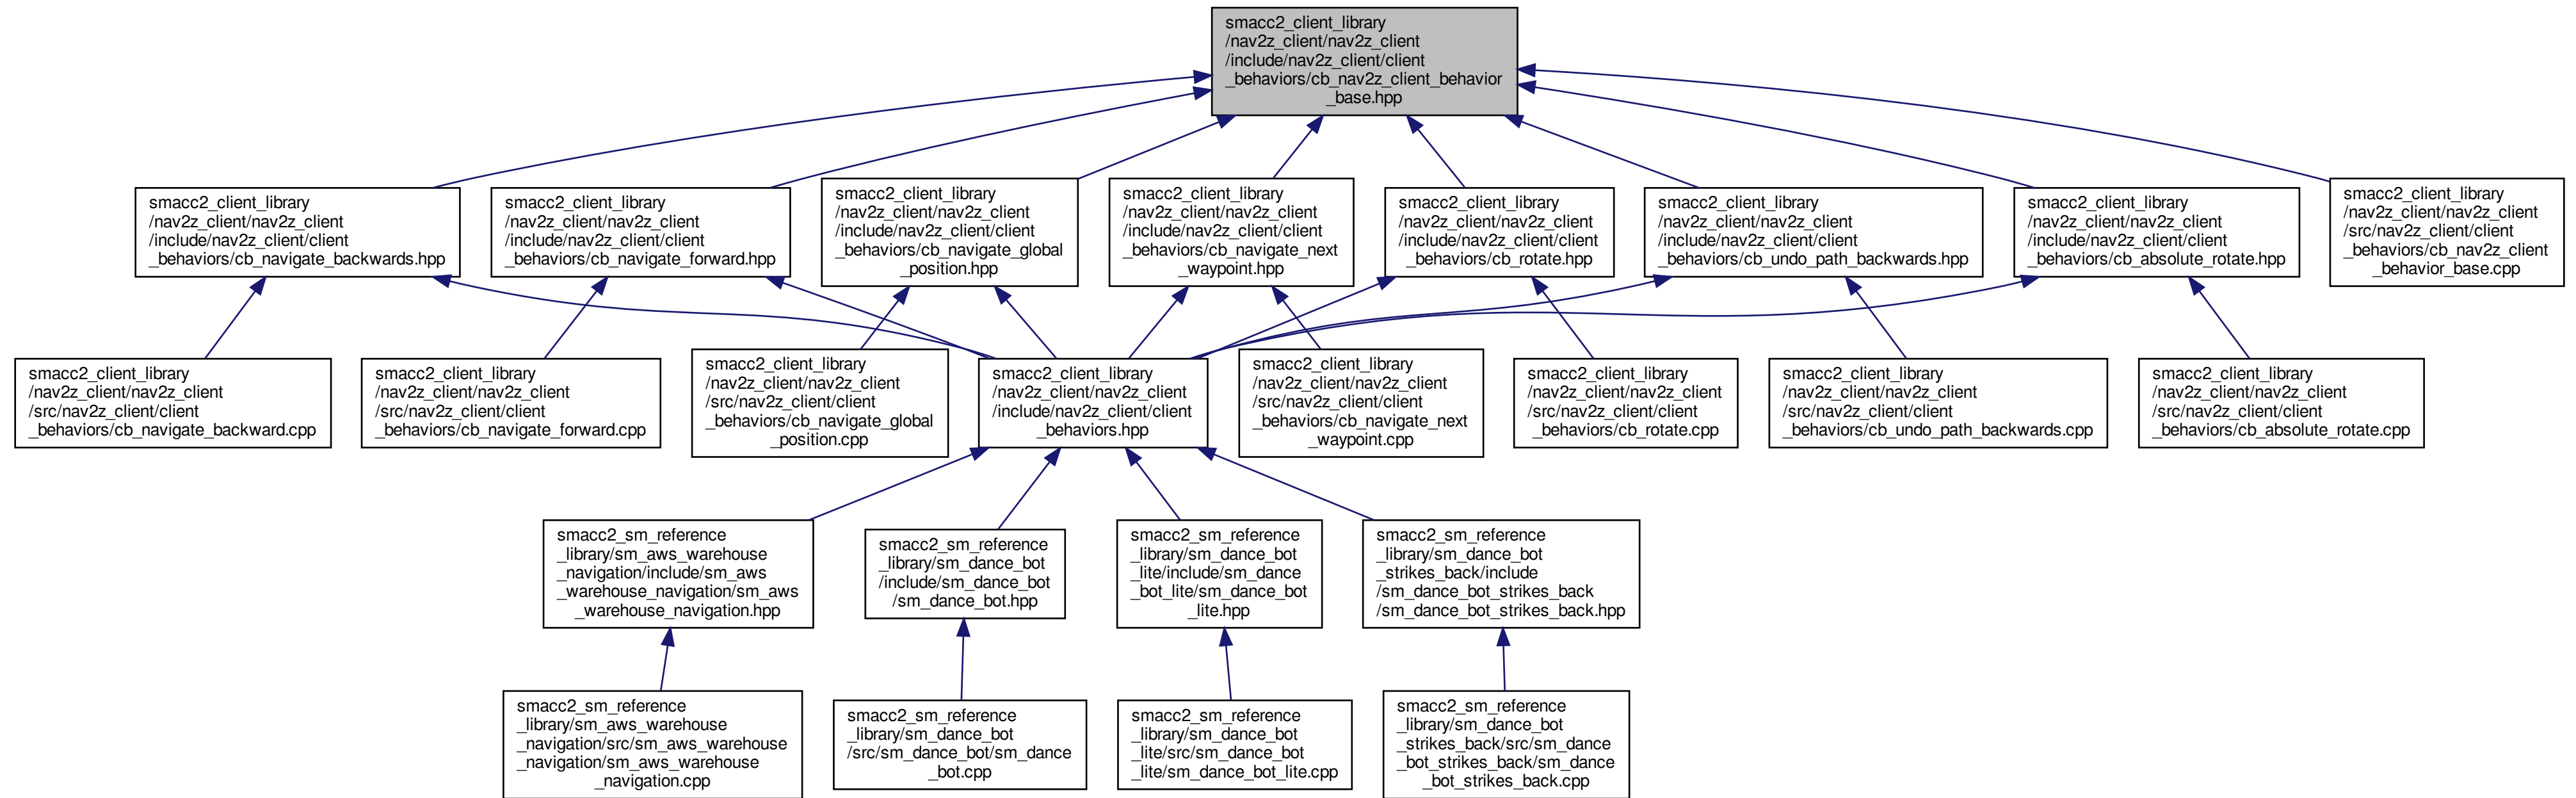 smacc2_client_library
/nav2z_client/nav2z_client
/include/nav2z_client/client
_behaviors/cb_nav2z_client_behavior
_base.hpp
smacc2_client_library
/nav2z_client/nav2z_client
/include/nav2z_client/client
_behaviors/cb_navigate_backwards.hpp
smacc2_client_library
/nav2z_client/nav2z_client
/include/nav2z_client/client
_behaviors/cb_navigate_forward.hpp
smacc2_client_library
/nav2z_client/nav2z_client
/include/nav2z_client/client
_behaviors/cb_navigate_global
_position.hpp
smacc2_client_library
/nav2z_client/nav2z_client
/include/nav2z_client/client
_behaviors/cb_navigate_next
_waypoint.hpp
smacc2_client_library
/nav2z_client/nav2z_client
/include/nav2z_client/client
_behaviors/cb_rotate.hpp
smacc2_client_library
/nav2z_client/nav2z_client
/include/nav2z_client/client
_behaviors/cb_undo_path_backwards.hpp
smacc2_client_library
/nav2z_client/nav2z_client
/include/nav2z_client/client
_behaviors/cb_absolute_rotate.hpp
smacc2_client_library
/nav2z_client/nav2z_client
/src/nav2z_client/client
_behaviors/cb_nav2z_client
_behavior_base.cpp
smacc2_client_library
/nav2z_client/nav2z_client
/src/nav2z_client/client
_behaviors/cb_navigate_backward.cpp
smacc2_client_library
/nav2z_client/nav2z_client
/src/nav2z_client/client
_behaviors/cb_navigate_forward.cpp
smacc2_client_library
/nav2z_client/nav2z_client
/src/nav2z_client/client
_behaviors/cb_navigate_global
_position.cpp
smacc2_client_library
/nav2z_client/nav2z_client
/include/nav2z_client/client
_behaviors.hpp
smacc2_client_library
/nav2z_client/nav2z_client
/src/nav2z_client/client
_behaviors/cb_navigate_next
_waypoint.cpp
smacc2_client_library
/nav2z_client/nav2z_client
/src/nav2z_client/client
_behaviors/cb_rotate.cpp
smacc2_client_library
/nav2z_client/nav2z_client
/src/nav2z_client/client
_behaviors/cb_undo_path_backwards.cpp
smacc2_client_library
/nav2z_client/nav2z_client
/src/nav2z_client/client
_behaviors/cb_absolute_rotate.cpp
smacc2_sm_reference
_library/sm_aws_warehouse
_navigation/include/sm_aws
_warehouse_navigation/sm_aws
_warehouse_navigation.hpp
smacc2_sm_reference
_library/sm_dance_bot
/include/sm_dance_bot
/sm_dance_bot.hpp
smacc2_sm_reference
_library/sm_dance_bot
_lite/include/sm_dance
_bot_lite/sm_dance_bot
_lite.hpp
smacc2_sm_reference
_library/sm_dance_bot
_strikes_back/include
/sm_dance_bot_strikes_back
/sm_dance_bot_strikes_back.hpp
smacc2_sm_reference
_library/sm_aws_warehouse
_navigation/src/sm_aws_warehouse
_navigation/sm_aws_warehouse
_navigation.cpp
smacc2_sm_reference
_library/sm_dance_bot
/src/sm_dance_bot/sm_dance
_bot.cpp
smacc2_sm_reference
_library/sm_dance_bot
_lite/src/sm_dance_bot
_lite/sm_dance_bot_lite.cpp
smacc2_sm_reference
_library/sm_dance_bot
_strikes_back/src/sm_dance
_bot_strikes_back/sm_dance
_bot_strikes_back.cpp